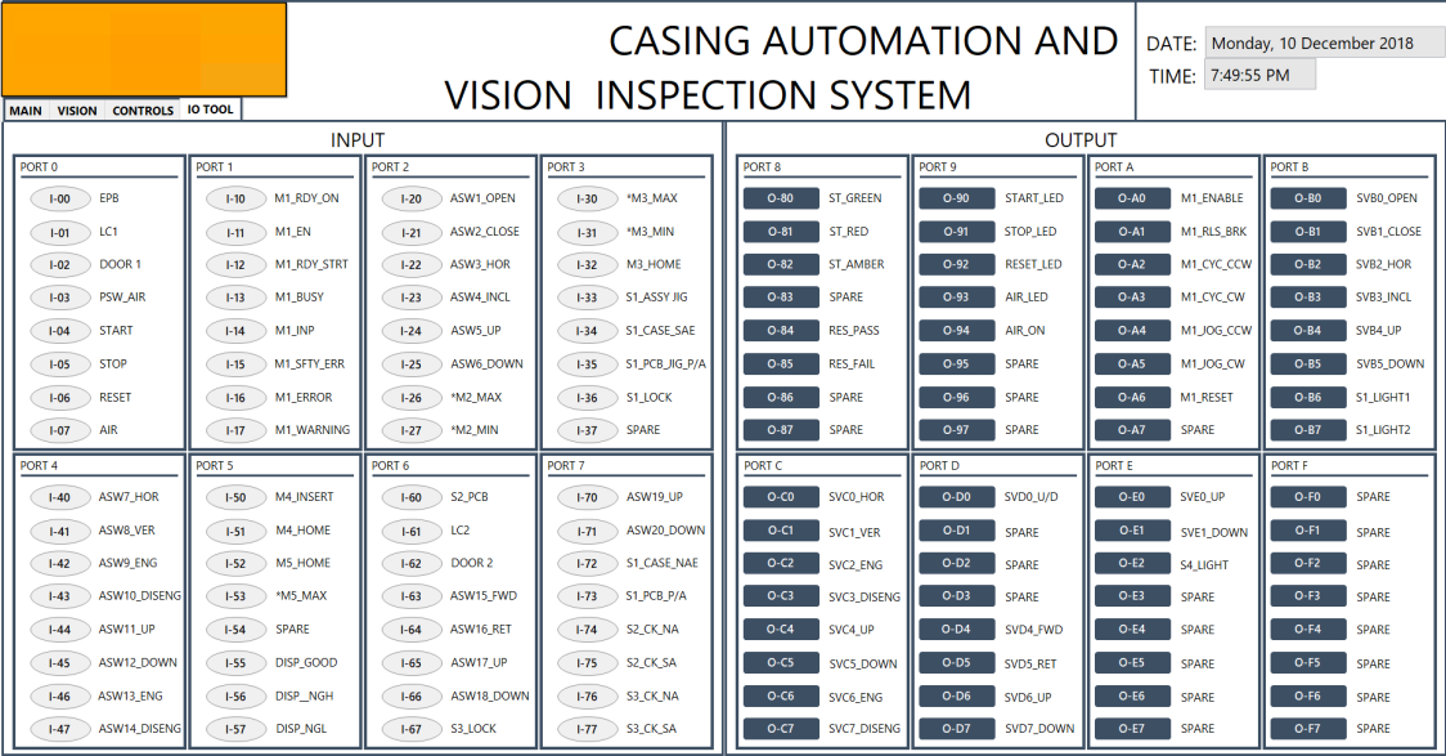 CASING AUTOMATION AND
VISION INSPECTION SYSTEM
DATE: Monday, 10 December 2018
TIME: 7:49:55 PM
MAIN VISION CONTROLS IO TOOL
INPUT
PORT 0
I-00 EPB
I-01 LC1
I-02 DOOR 1
I-03 PSW_AIR
I-04 START
I-05 STOP
I-06 RESET
I-07 AIR
PORT 1
I-10 M1_RDY_ON
I-11 M1_EN
I-12 M1_RDY_STRT
I-13 M1_BUSY
I-14 M1_INP
I-15 M1_SFTY_ERR
I-16 M1_ERROR
I-17 M1_WARNING
PORT 2
I-20 ASW1_OPEN
I-21 ASW2_CLOSE
I-22 ASW3_HOR
I-23 ASW4_INCL
I-24 ASW5_UP
I-25 ASW6_DOWN
I-26 *M2_MAX
I-27 *M2_MIN
PORT 3
I-30 *M3_MAX
I-31 *M3_MIN
I-32 M3_HOME
I-33 S1_ASSY JIG
I-34 S1_CASE_SAE
I-35 S1_PCB_JIG_P/A
I-36 S1_LOCK
I-37 SPARE
PORT 4
I-40 ASW7_HOR
I-41 ASW8_VER
I-42 ASW9_ENG
I-43 ASW10_DISENG
I-44 ASW11_UP
I-45 ASW12_DOWN
I-46 ASW13_ENG
I-47 ASW14_DISENG
PORT 5
I-50 M4_INSERT
I-51 M4_HOME
I-52 M5_HOME
I-53 *M5_MAX
I-54 SPARE
I-55 DISP_GOOD
I-56 DISP__NGH
I-57 DISP_NGL
PORT 6
I-60 S2_PCB
I-61 LC2
I-62 DOOR 2
I-63 ASW15_FWD
I-64 ASW16_RET
I-65 ASW17_UP
I-66 ASW18_DOWN
I-67 S3_LOCK
PORT 7
I-70 ASW19_UP
I-71 ASW20_DOWN
I-72 S1_CASE_NAE
I-73 S1_PCB_P/A
I-74 S2_CK_NA
I-75 S2_CK_SA
I-76 S3_CK_NA
I-77 S3_CK_SA
OUTPUT
PORT 8
O-80 ST_GREEN
O-81 ST_RED
O-82 ST_AMBER
O-83 SPARE
O-84 RES_PASS
O-85 RES_FAIL
O-86 SPARE
O-87 SPARE
PORT 9
O-90 START_LED
O-91 STOP_LED
O-92 RESET_LED
O-93 AIR_LED
O-94 AIR_ON
O-95 SPARE
O-96 SPARE
O-97 SPARE
PORT A
O-A0 M1_ENABLE
O-A1 M1_RLS_BRK
O-A2 M1_CYC_CCW
O-A3 M1_CYC_CW
O-A4 M1_JOG_CCW
O-A5 M1_JOG_CW
O-A6 M1_RESET
O-A7 SPARE
PORT B
O-B0 SVB0_OPEN
O-B1 SVB1_CLOSE
O-B2 SVB2_HOR
O-B3 SVB3_INCL
O-B4 SVB4_UP
O-B5 SVB5_DOWN
O-B6 S1_LIGHT1
O-B7 S1_LIGHT2
PORT C
O-C0 SVC0_HOR
O-C1 SVC1_VER
O-C2 SVC2_ENG
O-C3 SVC3_DISENG
O-C4 SVC4_UP
O-C5 SVC5_DOWN
O-C6 SVC6_ENG
O-C7 SVC7_DISENG
PORT D
O-D0 SVD0_U/D
O-D1 SPARE
O-D2 SPARE
O-D3 SPARE
O-D4 SVD4_FWD
O-D5 SVD5_RET
O-D6 SVD6_UP
O-D7 SVD7_DOWN
PORT E
O-E0 SVE0_UP
O-E1 SVE1_DOWN
O-E2 S4_LIGHT
O-E3 SPARE
O-E4 SPARE
O-E5 SPARE
O-E6 SPARE
O-E7 SPARE
PORT F
O-F0 SPARE
O-F1 SPARE
O-F2 SPARE
O-F3 SPARE
O-F4 SPARE
O-F5 SPARE
O-F6 SPARE
O-F7 SPARE